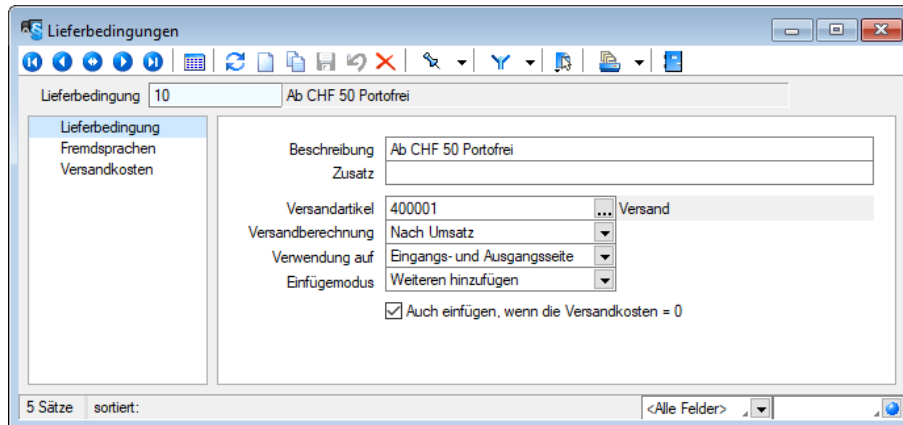 Lieferbedingungen
Lieferbedingung 10 Ab CHF 50 Portofrei
Lieferbedingung
Fremdsprachen
Versandkosten
Beschreibung Ab CHF 50 Portofrei
Zusatz
Versandartikel 400001 ... Versand
Versandberechnung Nach Umsatz
Verwendung auf Eingangs- und Ausgangsseite
Einfügemodus Weiteren hinzufügen
Auch einfügen, wenn die Versandkosten = 0
5 Sätze sortiert: <Alle Felder>